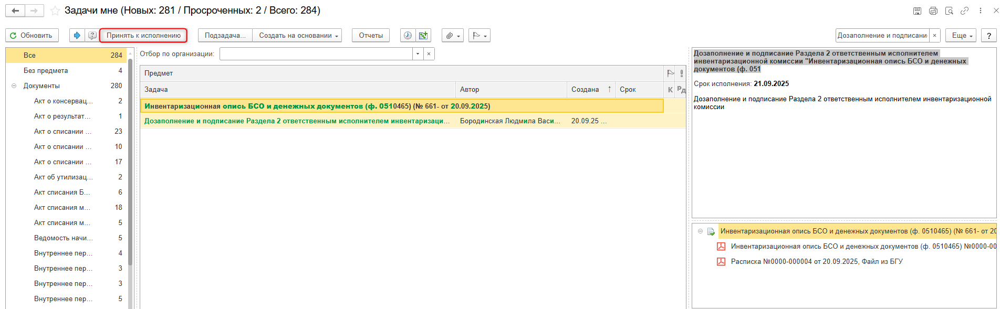 Задачи мне (Новых: 281 / Просроченных: 2 / Всего: 284)
Обновить
Принять к исполнению
Подзадача...
Создать на основании
Отчеты
Дозаполнение и подписани
Еще
?
Все 284
Без предмета 4
Документы 280
Акт о консервац... 2
Акт о результат... 1
Акт о списании ... 23
Акт о списании ... 10
Акт о списании ... 17
Акт об утилизац... 2
Акт списания Б... 6
Акт списания м... 18
Акт списания м... 5
Ведомость начи... 5
Внутреннее пер... 4
Внутреннее пер... 3
Внутреннее пер... 3
Внутреннее пер... 5
Отбор по организации:
Предмет
Задача Автор Создана ↑ Срок К Рд
Инвентаризационная опись БСО и денежных документов (ф. 0510465) (№ 661- от 20.09.2025)
Дозаполнение и подписание Раздела 2 ответственным исполнителем инвентаризаци... Бородинская Людмила Васи... 20.09.25 ...
Дозаполнение и подписание Раздела 2 ответственным исполнителем
инвентаризационной комиссии "Инвентаризационная опись БСО и денежных
документов (ф. 051
Срок исполнения: 21.09.2025
Дозаполнение и подписание Раздела 2 ответственным исполнителем инвентаризационной
комиссии
Инвентаризационная опись БСО и денежных документов (ф. 0510465) (№ 661- от 20
Инвентаризационная опись БСО и денежных документов (ф. 0510465) №0000-00
Расписка №0000-000004 от 20.09.2025, Файл из БГУ